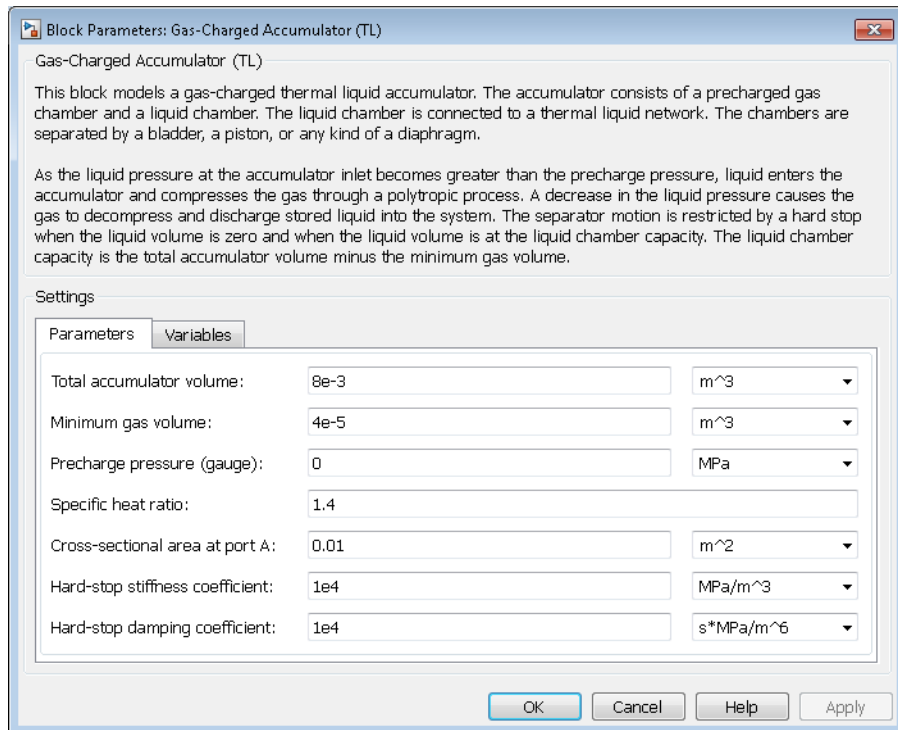 Block Parameters: Gas-Charged Accumulator (TL)
Gas-Charged Accumulator (TL)
This block models a gas-charged thermal liquid accumulator. The accumulator consists of a precharged gas
chamber and a liquid chamber. The liquid chamber is connected to a thermal liquid network. The chambers are
separated by a bladder, a piston, or any kind of a diaphragm.
As the liquid pressure at the accumulator inlet becomes greater than the precharge pressure, liquid enters the
accumulator and compresses the gas through a polytropic process. A decrease in the liquid pressure causes the
gas to decompress and discharge stored liquid into the system. The separator motion is restricted by a hard stop
when the liquid volume is zero and when the liquid volume is at the liquid chamber capacity. The liquid chamber
capacity is the total accumulator volume minus the minimum gas volume.
Settings
Parameters Variables
Total accumulator volume: 8e-3 m^3
Minimum gas volume: 4e-5 m^3
Precharge pressure (gauge): 0 MPa
Specific heat ratio: 1.4
Cross-sectional area at port A: 0.01 m^2
Hard-stop stiffness coefficient: 1e4 MPa/m^3
Hard-stop damping coefficient: 1e4 s*MPa/m^6
OK Cancel Help Apply